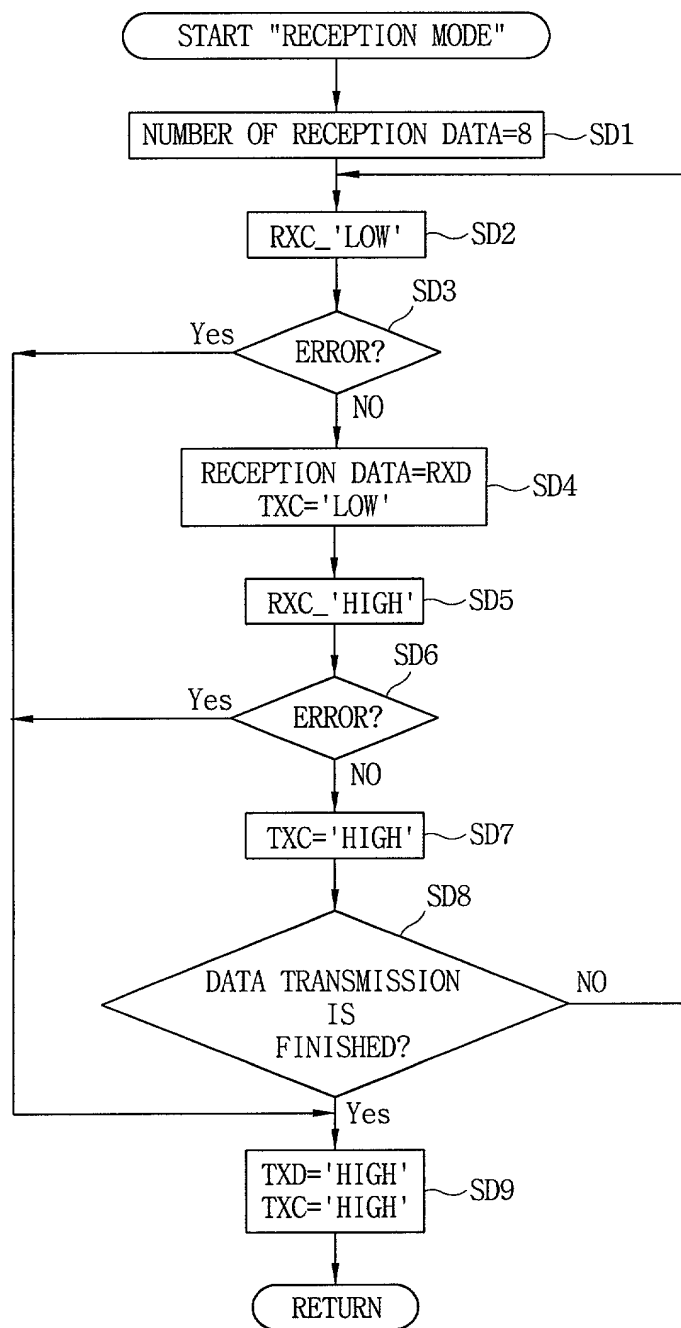 START "RECEPTION MODE"
NUMBER OF RECEPTION DATA=8
SD1
RXC_'LOW'
SD2
SD3
Yes
ERROR?
NO
RECEPTION DATA=RXD
TXC='LOW'
SD4
RXC_'HIGH'
SD5
SD6
Yes
ERROR?
NO
TXC='HIGH'
SD7
SD8
DATA TRANSMISSION
IS
FINISHED?
NO
Yes
TXD='HIGH'
TXC='HIGH'
SD9
RETURN